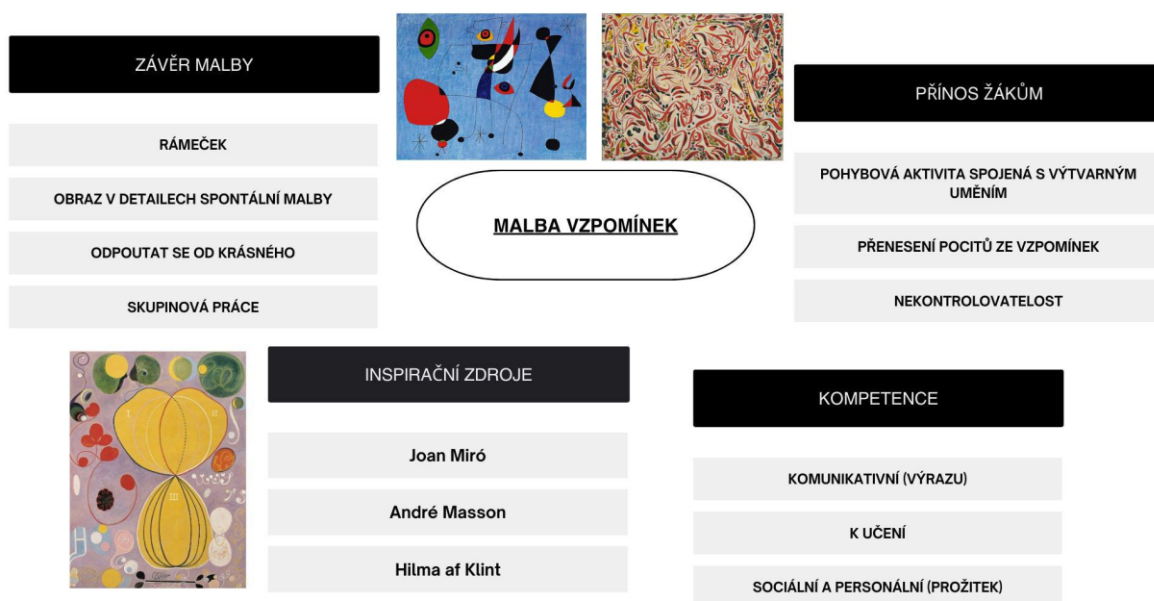 ZÁVĚR MALBY
RÁMEČEK
OBRAZ V DETAILECH SPONTÁLNÍ MALBY
ODPOUTAT SE OD KRÁSNÉHO
SKUPINOVÁ PRÁCE
MALBA VZPOMÍNEK
PŘÍNOS ŽÁKŮM
POHYBOVÁ AKTIVITA SPOJENÁ S VÝTVARNÝM
UMĚNÍM
PŘENESENÍ POCITŮ ZE VZPOMÍNEK
NEKONTROLOVATELOST
INSPIRAČNÍ ZDROJE
Joan Miró
André Masson
Hilma af Klint
KOMPETENCE
KOMUNIKATIVNÍ (VÝRAZU)
K UČENÍ
SOCIÁLNÍ A PERSONÁLNÍ (PROŽITEK)